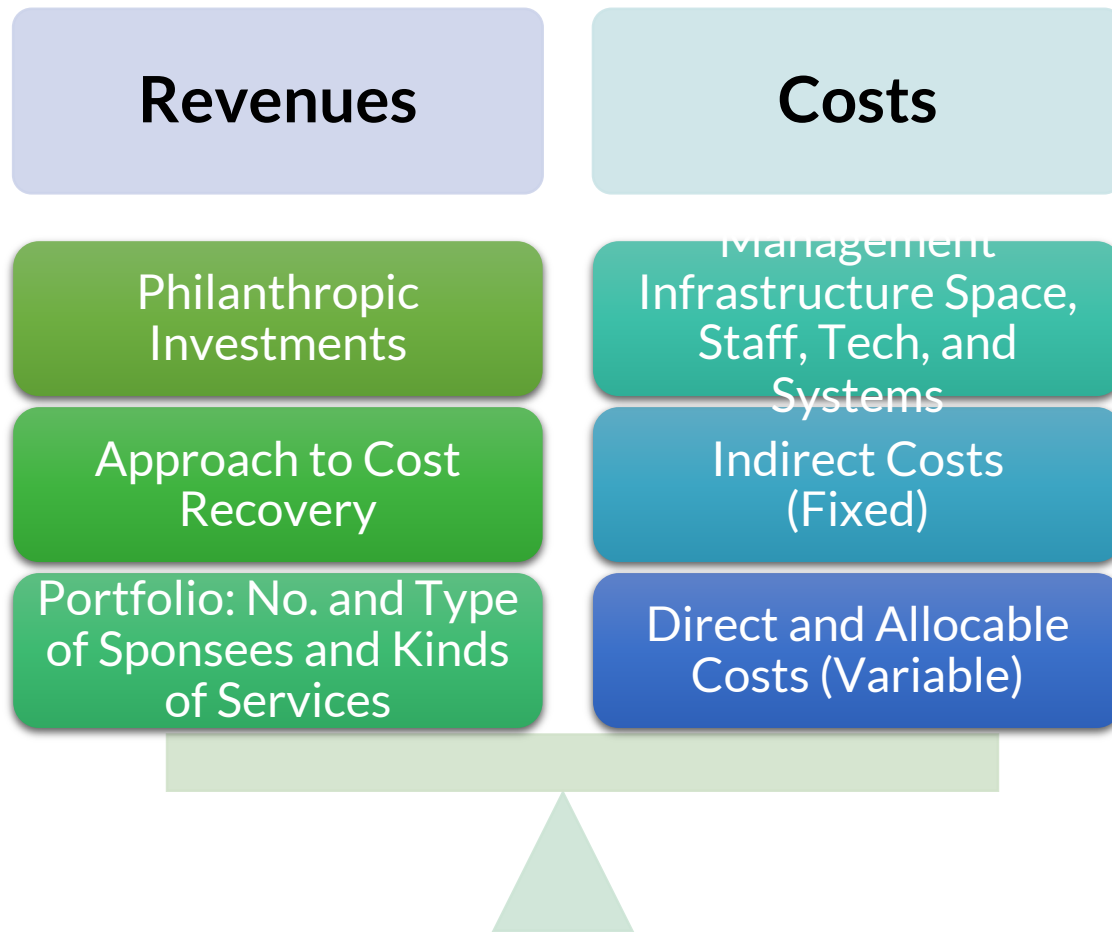 Revenues
Costs
Philanthropic
Investments
Approach to Cost
Recovery
Portfolio: No. and Type
of Sponsees and Kinds
of Services
Management
Infrastructure Space,
Staff, Tech, and
Systems
Indirect Costs
(Fixed)
Direct and Allocable
Costs (Variable)